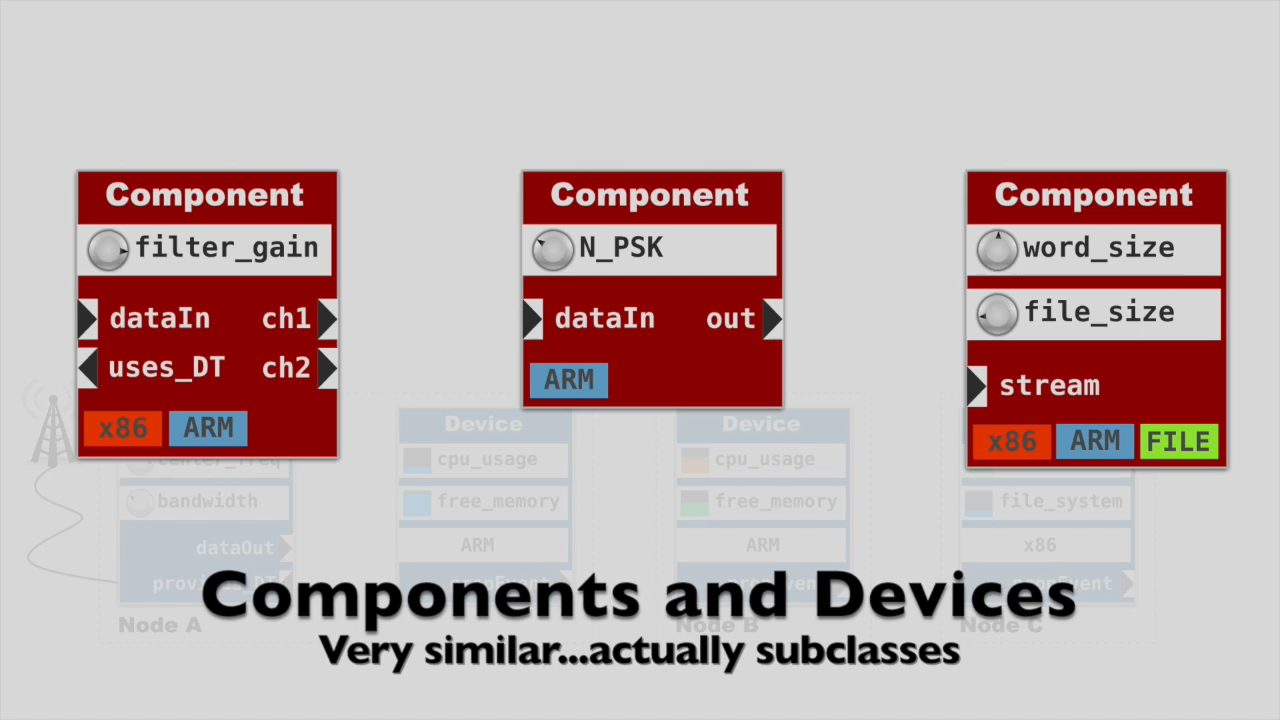 Component
filter_gain
dataIn ch1
uses_DT ch2
x86 ARM
Component
N_PSK
dataIn out
ARM
Component
word_size
file_size
stream
x86 ARM FILE
center_freq
bandwidth
dataOut
Node A
Device
cpu_usage
free_memory
ARM
Device
cpu_usage
free_memory
ARM
Node B
file_system
x86
propEvent
Node C
Components and Devices
Very similar...actually subclasses